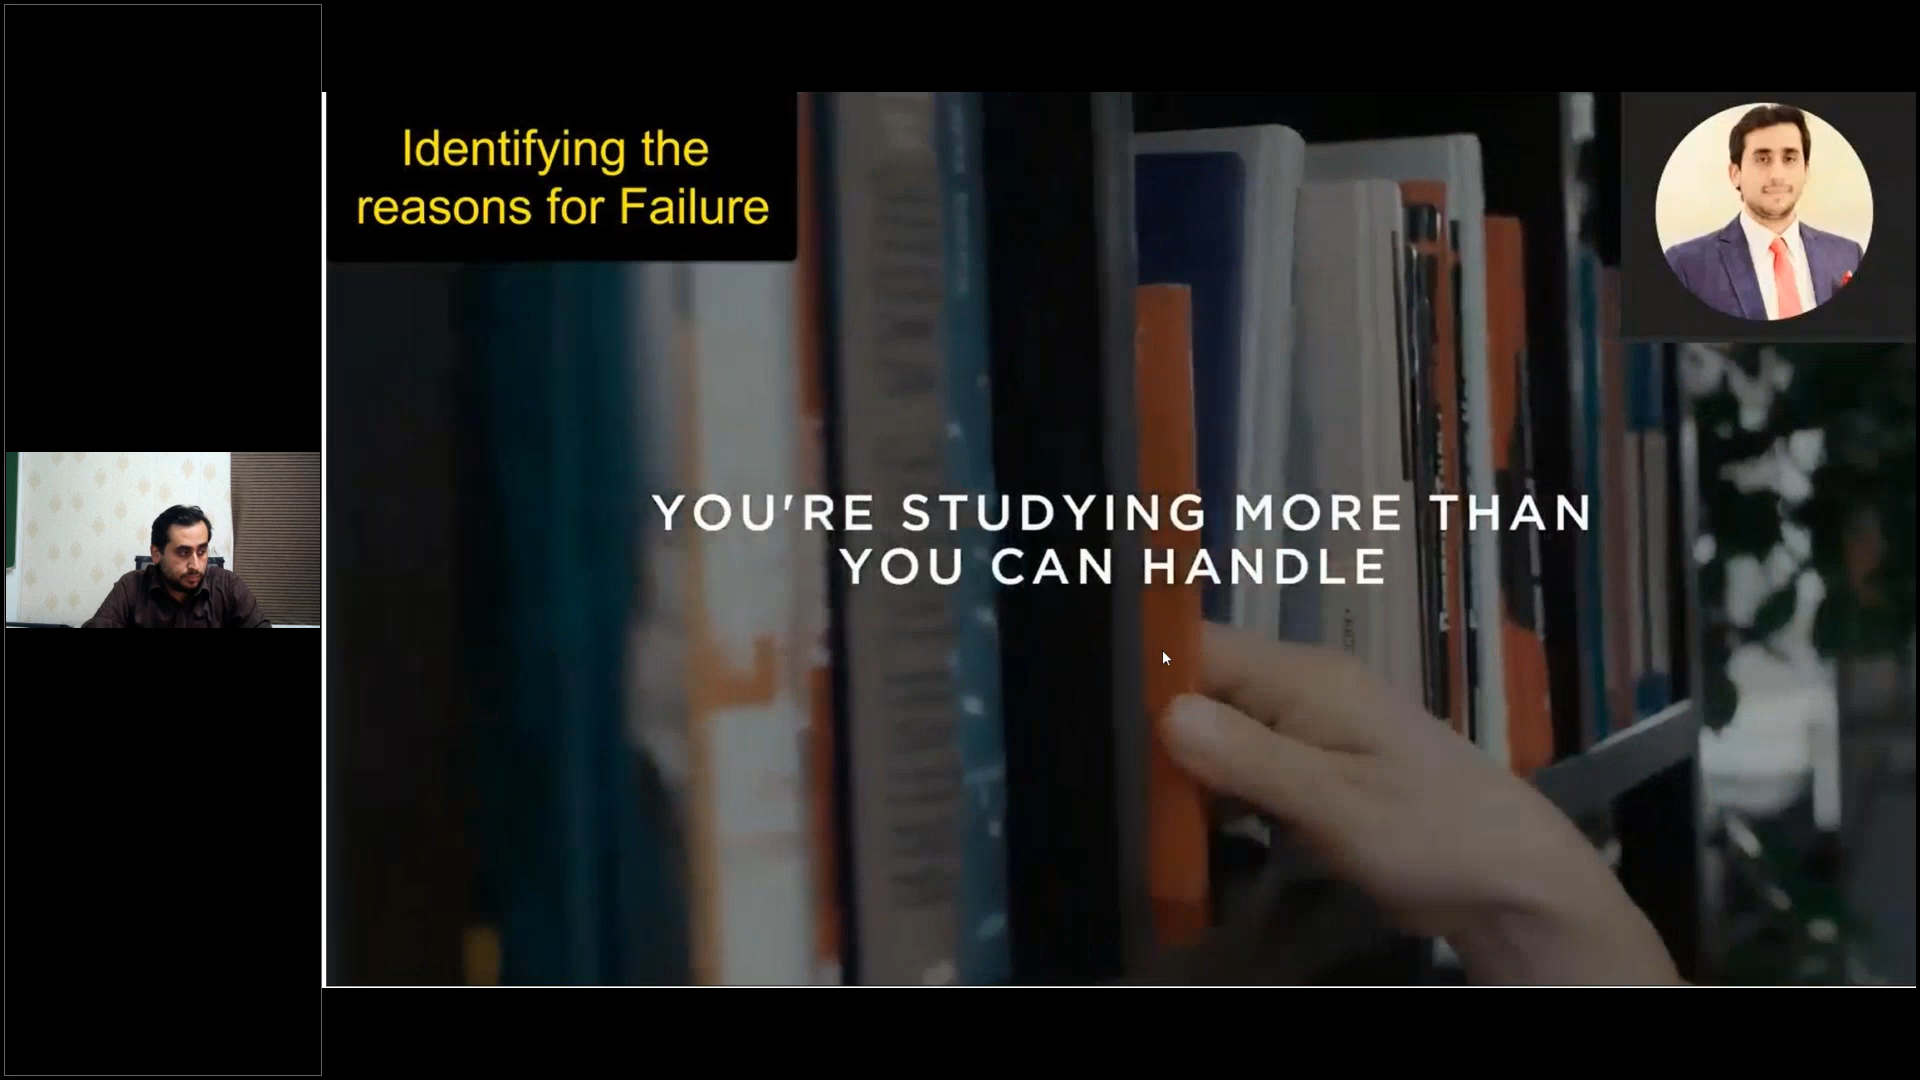 Identifying the
reasons for Failure
YOU'RE STUDYING MORE THAN
YOU CAN HANDLE